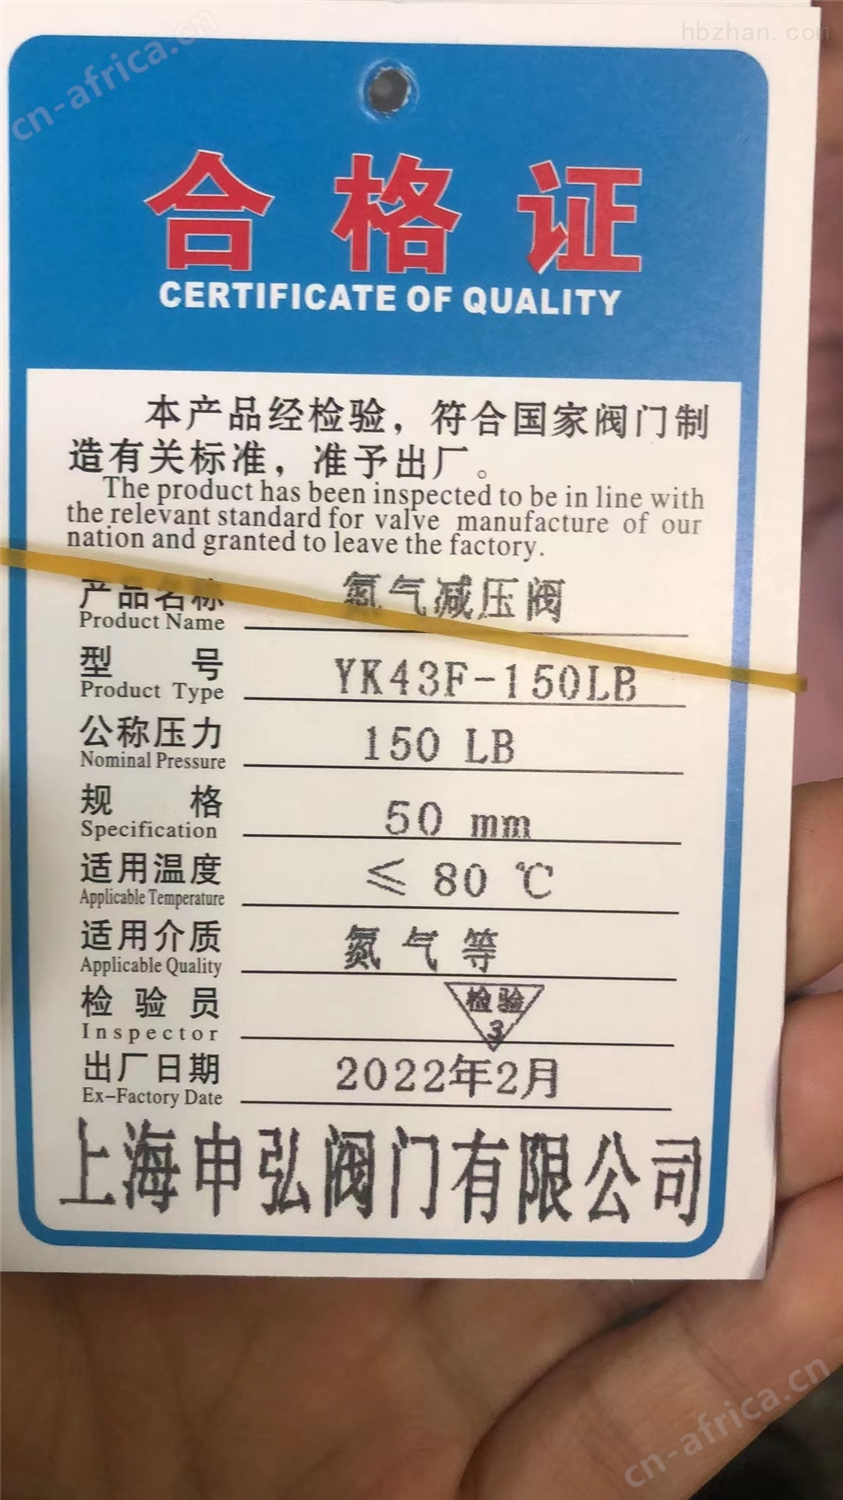 hbzhan.com
cn-africa.cn
合格证
CERTIFICATE OF QUALITY
本产品经检验，符合国家阀门制
造有关标准，准予出厂。
The product has been inspected to be in line with
the relevant standard for valve manufacture of our
nation and granted to leave the factory.
产品名称 氮气减压阀
Product Name
型号 YK43F-150LB
Product Type
公称压力 150 LB
Nominal Pressure
规格 50 mm
Specification
适用温度 ≤ 80 ℃
Applicable Temperature
适用介质 氮气等
Applicable Quality
检验员 检验
Inspector 3
出厂日期 2022年2月
Ex-Factory Date
上海申弘阀门有限公司
cn-africa.cn